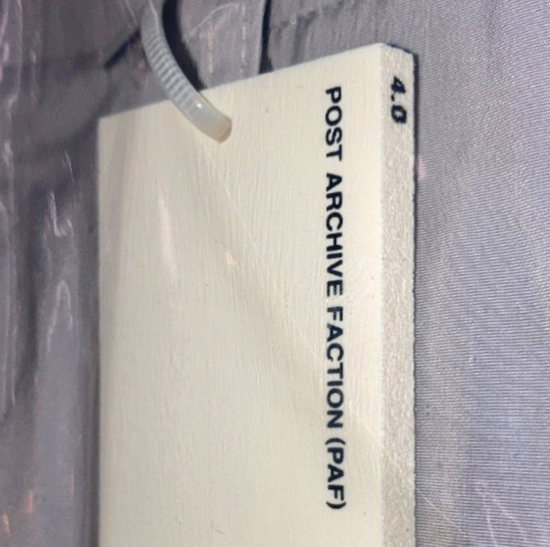 POST ARCHIVE FACTION (PAF)
4.0